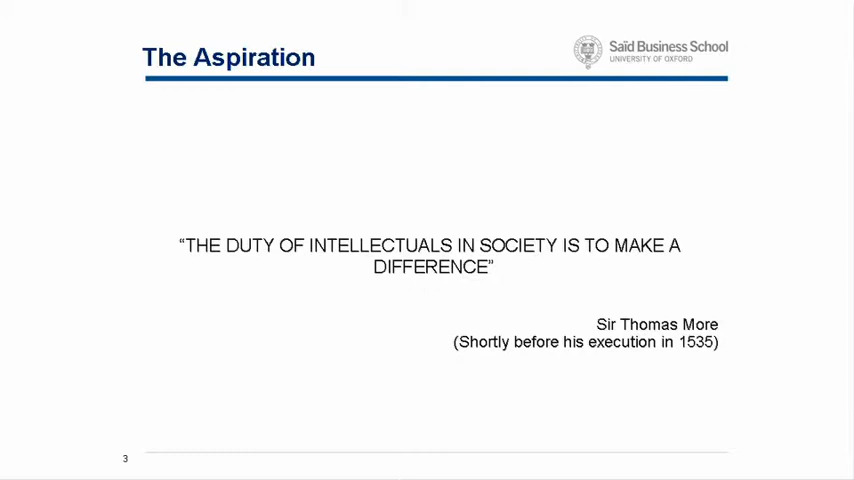 The Aspiration
Saïd Business School
UNIVERSITY OF OXFORD
“THE DUTY OF INTELLECTUALS IN SOCIETY IS TO MAKE A
DIFFERENCE”
Sir Thomas More
(Shortly before his execution in 1535)
3